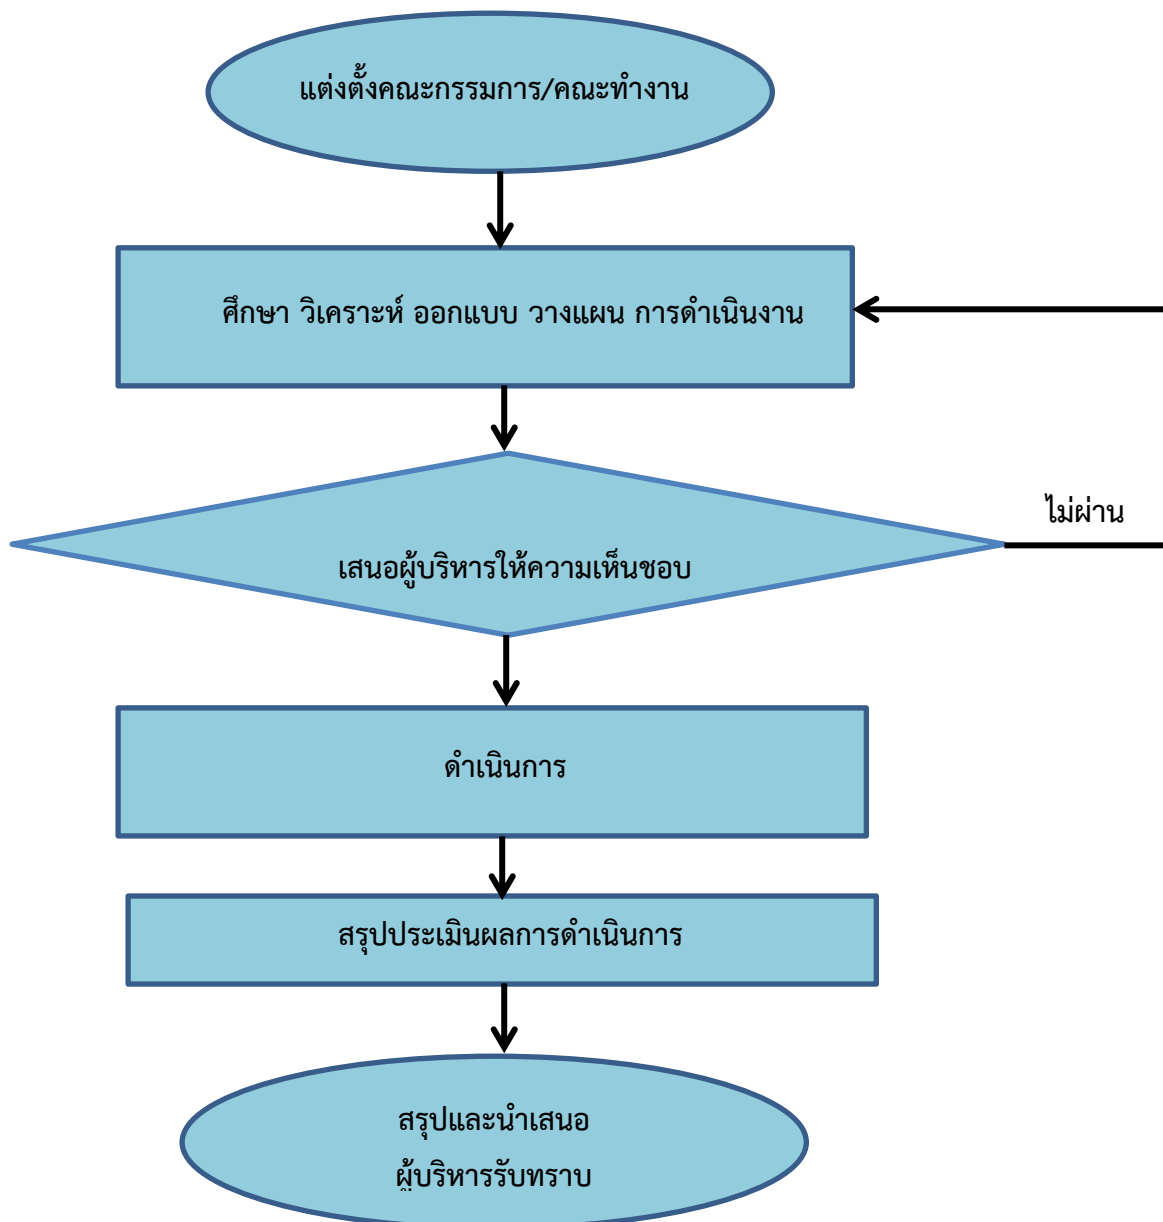 แต่งตั้งคณะกรรมการ/คณะทำงาน
ศึกษา วิเคราะห์ ออกแบบ วางแผน การดำเนินงาน
ไม่ผ่าน
เสนอผู้บริหารให้ความเห็นชอบ
ดำเนินการ
สรุปประเมินผลการดำเนินการ
สรุปและนำเสนอ
ผู้บริหารรับทราบ